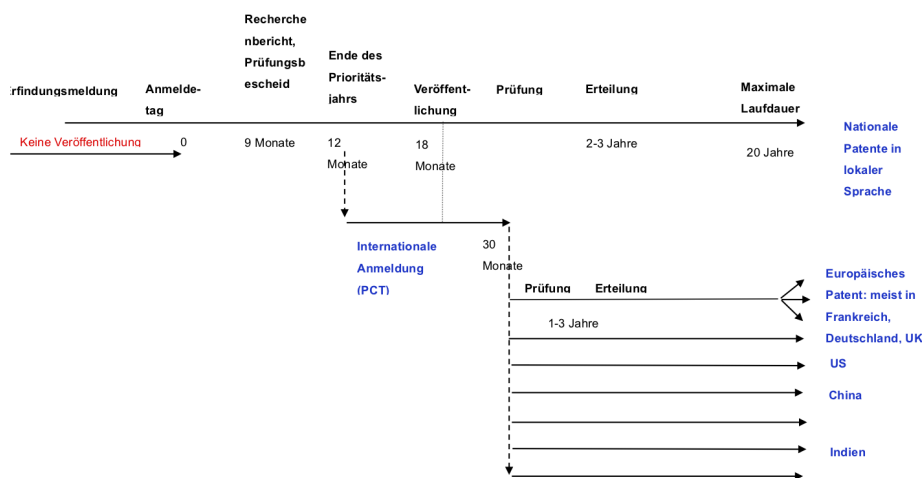 Recherche
nbericht,
Prüfungsb
escheid
Ende des
Prioritäts-
jahrs
Erfindungsmeldung
Anmelde-
tag
Veröffent-
lichung
Prüfung
Erteilung
Maximale
Laufdauer
Keine Veröffentlichung
0
9 Monate
12
Monate
18
Monate
2-3 Jahre
20 Jahre
Nationale
Patente in
lokaler
Sprache
Internationale
Anmeldung
(PCT)
30
Monate
Prüfung
Erteilung
1-3 Jahre
Europäisches
Patent: meist in
Frankreich,
Deutschland, UK
US
China
Indien